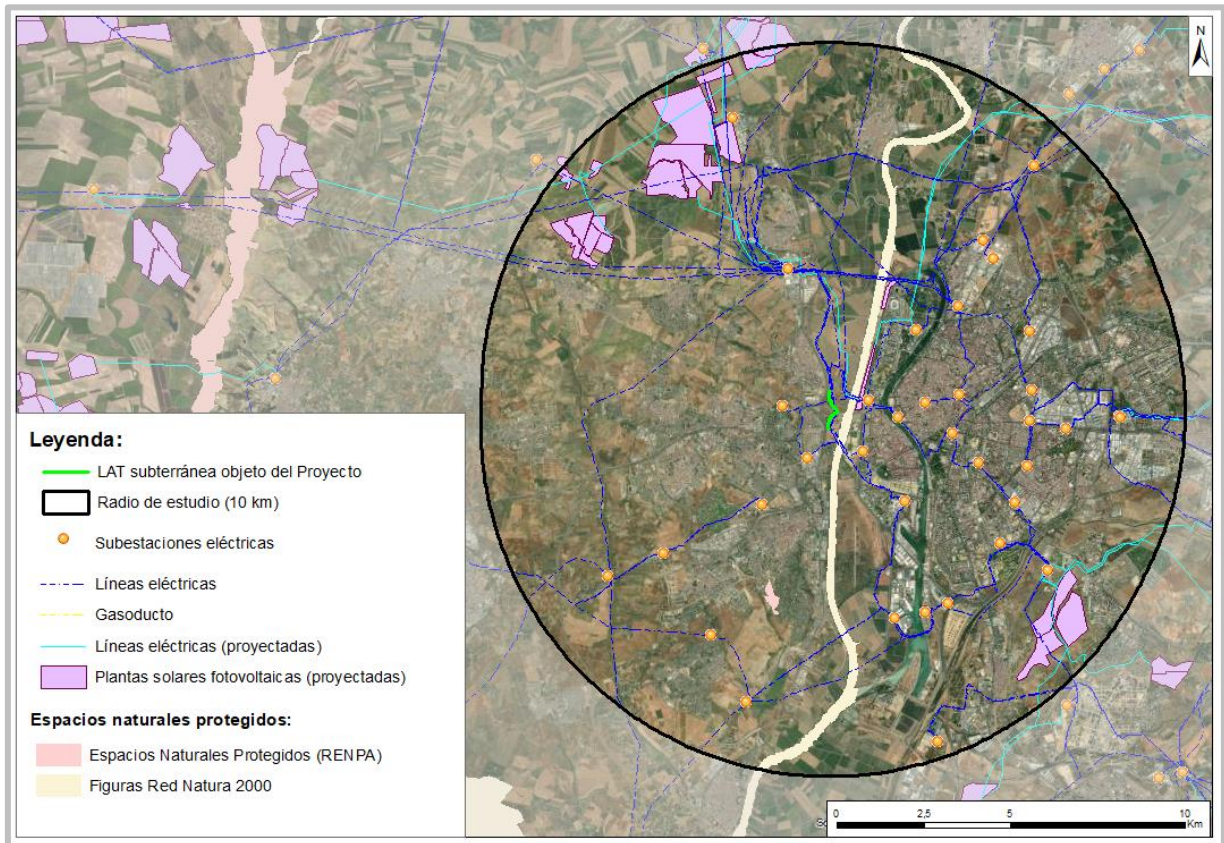 N
Leyenda:
LAT subterránea objeto del Proyecto
Radio de estudio (10 km)
Subestaciones eléctricas
Líneas eléctricas
Gasoducto
Líneas eléctricas (proyectadas)
Plantas solares fotovoltaicas (proyectadas)
Espacios naturales protegidos:
Espacios Naturales Protegidos (RENPA)
Figuras Red Natura 2000
0 2,5 5 10
Km